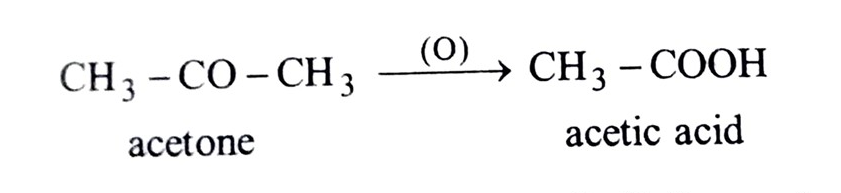 CH₃ – CO – CH₃ —(O)→ CH₃ – COOH
acetone acetic acid